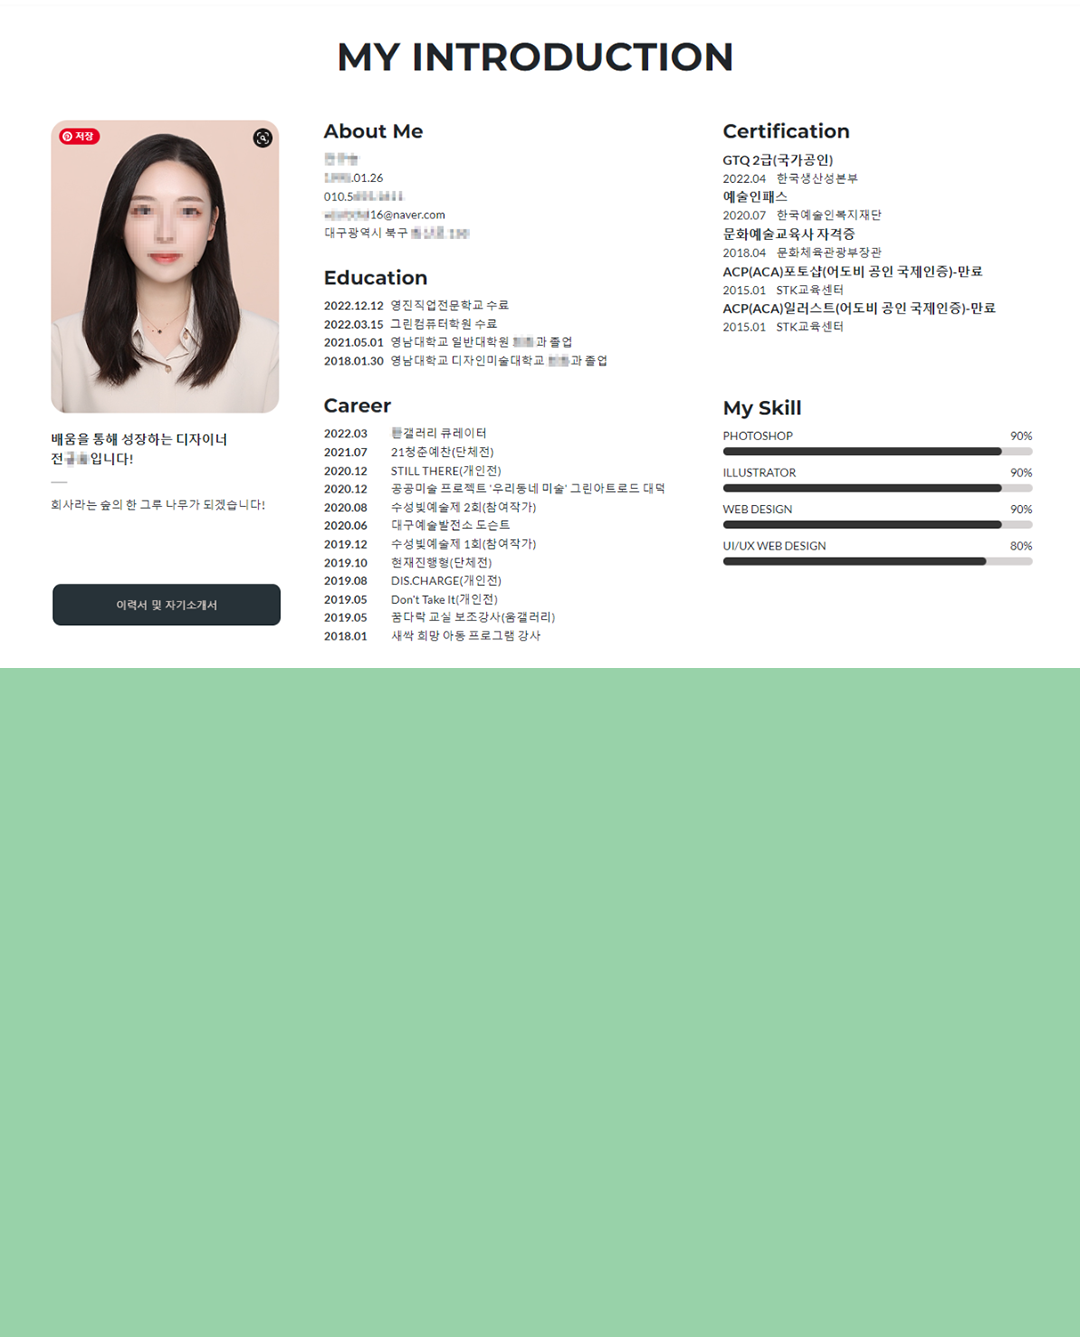 MY INTRODUCTION
저장
배움을 통해 성장하는 디자이너
전 입니다!
회사라는 숲의 한 그루 나무가 되겠습니다!
이력서 및 자기소개서
About Me
.01.26
010.5
16@naver.com
대구광역시 북구
Education
2022.12.12 영진직업전문학교 수료
2022.03.15 그린컴퓨터학원 수료
2021.05.01 영남대학교 일반대학원 과 졸업
2018.01.30 영남대학교 디자인미술대학교 과 졸업
Career
2022.03 갤러리 큐레이터
2021.07 21청춘예찬(단체전)
2020.12 STILL THERE(개인전)
2020.12 공공미술 프로젝트 '우리동네 미술' 그린아트로드 대덕
2020.08 수성빛예술제 2회(참여작가)
2020.06 대구예술발전소 도슨트
2019.12 수성빛예술제 1회(참여작가)
2019.10 현재진행형(단체전)
2019.08 DIS.CHARGE(개인전)
2019.05 Don't Take It(개인전)
2019.05 꿈다락 교실 보조강사(움갤러리)
2018.01 새싹 희망 아동 프로그램 강사
Certification
GTQ 2급(국가공인)
2022.04 한국생산성본부
예술인패스
2020.07 한국예술인복지재단
문화예술교육사 자격증
2018.04 문화체육관광부장관
ACP(ACA)포토샵(어도비 공인 국제인증)-만료
2015.01 STK교육센터
ACP(ACA)일러스트(어도비 공인 국제인증)-만료
2015.01 STK교육센터
My Skill
PHOTOSHOP 90%
ILLUSTRATOR 90%
WEB DESIGN 90%
UI/UX WEB DESIGN 80%